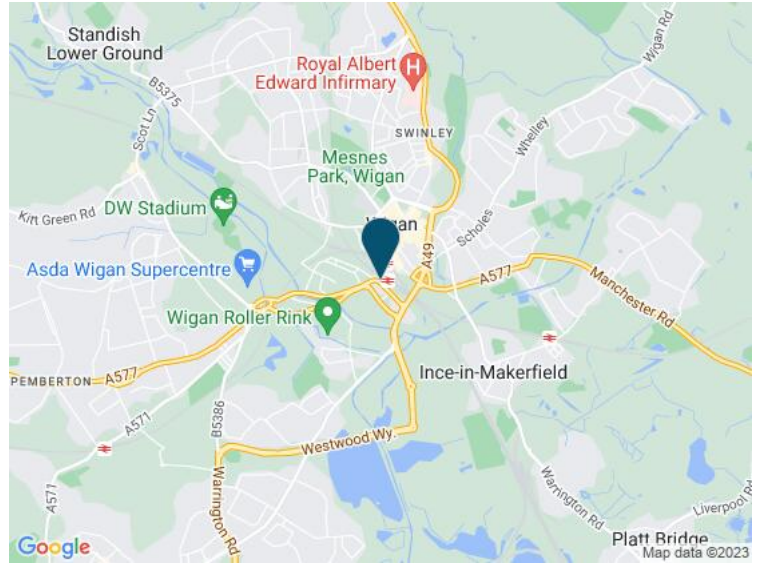 Standish
Lower Ground
Wigan Rd
Royal Albert
Edward Infirmary
H
B5375
SWINLEY
Whelley
Scot Ln
Mesnes
Park, Wigan
Kitt Green Rd
DW Stadium
Scholes
A49
Asda Wigan Supercentre
A577
Manchester Rd
Wigan Roller Rink
PEMBERTON
A577
Ince-in-Makerfield
A571
B5386
Westwood Wy.
Warrington Rd
Warrington Rd
A571
Liverpool Rd
Platt Bridge
Google
Map data ©2023